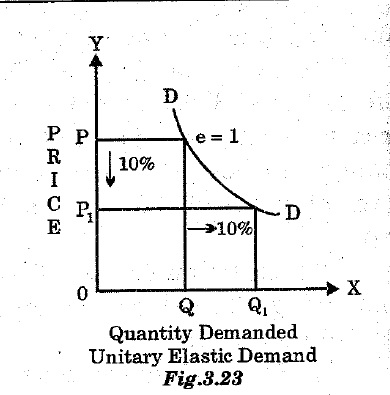 Y
D
P
R
I
C
E
P
e = 1
10%
P1
10%
D
0
X
Q
Q1
Quantity Demanded
Unitary Elastic Demand
Fig.3.23